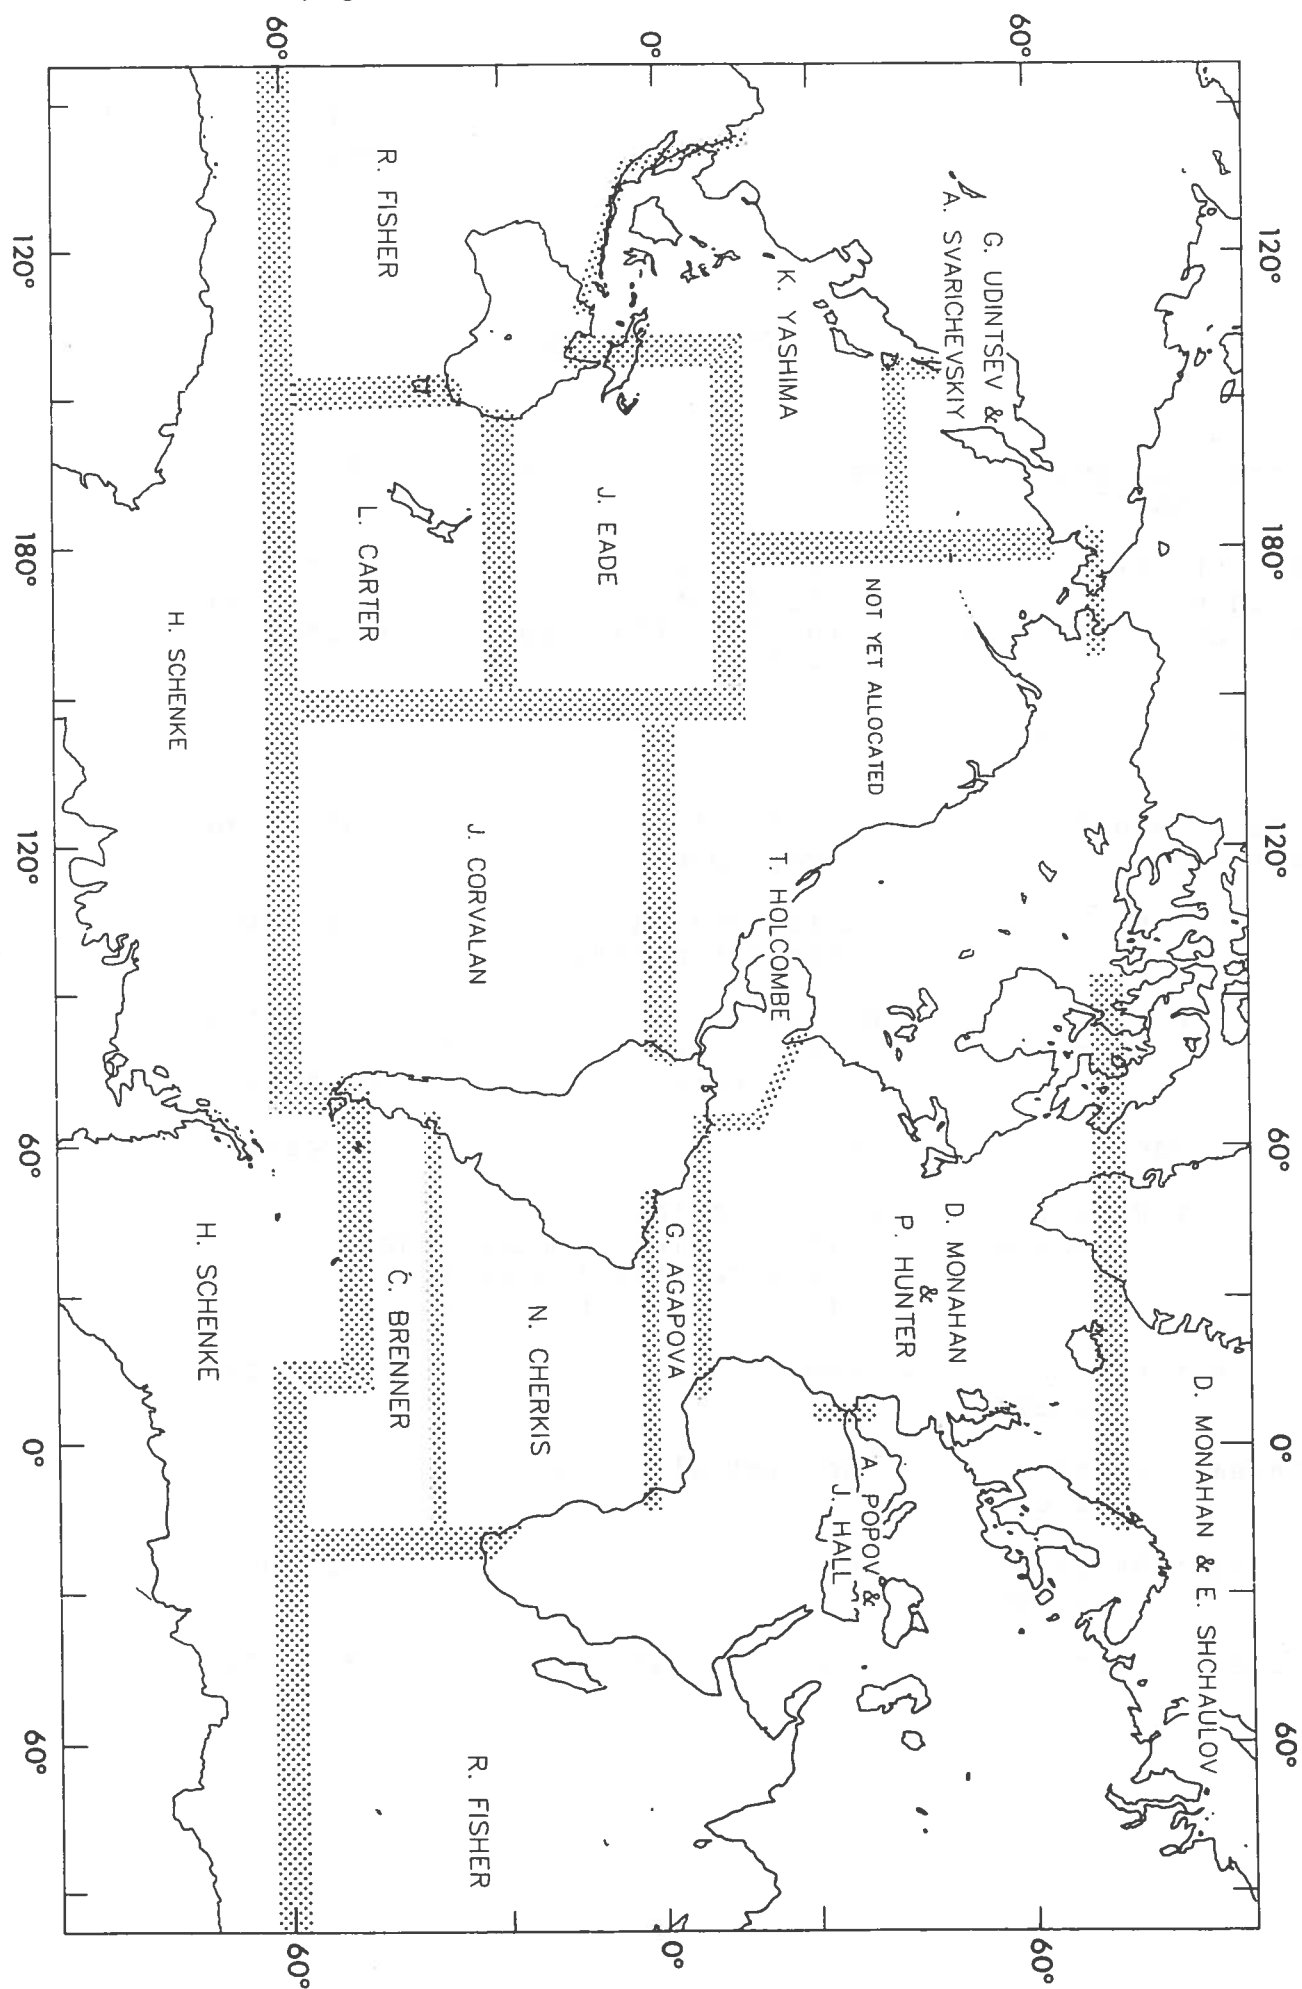 120°
180°
120°
60°
0°
60°
60°
60°
D. MONAHAN & E. SHCHAULOV
G. UDINTSEV &
A. SVARICHEVSKIY
D. MONAHAN
&
P. HUNTER
NOT YET ALLOCATED
A. POPOV &
J. HALL
K. YASHIMA
T. HOLCOMBE
G. AGAPOVA
0°
0°
J. EADE
N. CHERKIS
J. CORVALAN
R. FISHER
R. FISHER
L. CARTER
C. BRENNER
60°
60°
H. SCHENKE
H. SCHENKE
120°
180°
120°
60°
0°
60°